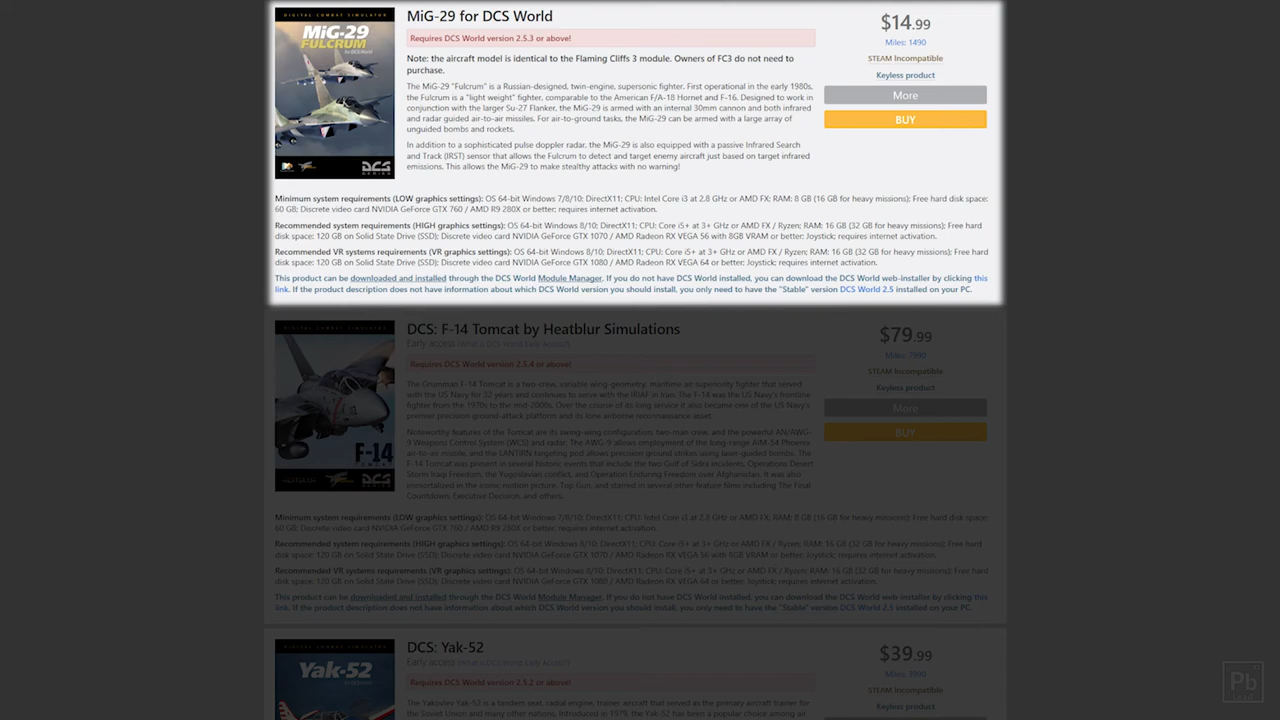 DIGITAL COMBAT SIMULATOR
MiG-29
FULCRUM
DCS
MiG-29 for DCS World
Requires DCS World version 2.5.3 or above!
Note: the aircraft model is identical to the Flaming Cliffs 3 module. Owners of FC3 do not need to
purchase.
The MiG-29 "Fulcrum" is a Russian-designed, twin-engine, supersonic fighter. First operational in the early 1980s,
the Fulcrum is a "light weight" fighter, comparable to the American F/A-18 Hornet and F-16. Designed to work in
conjunction with the larger Su-27 Flanker, the MiG-29 is armed with an internal 30mm cannon and both infrared
and radar guided air-to-air missiles. For air-to-ground tasks, the MiG-29 can be armed with a large array of
unguided bombs and rockets.
In addition to a sophisticated pulse doppler radar, the MiG-29 is also equipped with a passive Infrared Search
and Track (IRST) sensor that allows the Fulcrum to detect and target enemy aircraft just based on target infrared
emissions. This allows the MiG-29 to make stealthy attacks with no warning!
$14.99
Miles: 1490
STEAM Incompatible
Keyless product
More
BUY
Minimum system requirements (LOW graphics settings): OS 64-bit Windows 7/8/10; DirectX11; CPU: Intel Core i3 at 2.8 GHz or AMD FX; RAM: 8 GB (16 GB for heavy missions); Free hard disk space:
60 GB; Discrete video card NVIDIA GeForce GTX 760 / AMD R9 280X or better; requires internet activation.
Recommended system requirements (HIGH graphics settings): OS 64-bit Windows 8/10; DirectX11; CPU: Core i5+ at 3+ GHz or AMD FX / Ryzen; RAM: 16 GB (32 GB for heavy missions); Free hard
disk space: 120 GB on Solid State Drive (SSD); Discrete video card NVIDIA GeForce GTX 1070 / AMD Radeon RX VEGA 56 with 8GB VRAM or better; Joystick; requires internet activation.
Recommended VR systems requirements (VR graphics settings): OS 64-bit Windows 8/10; DirectX11; CPU: Core i5+ at 3+ GHz or AMD FX / Ryzen; RAM: 16 GB (32 GB for heavy missions); Free hard
disk space: 120 GB on Solid State Drive (SSD); Discrete video card NVIDIA GeForce GTX 1080 / AMD Radeon RX VEGA 64 or better; Joystick; requires internet activation.
This product can be downloaded and installed through the DCS World Module Manager. If you do not have DCS World installed, you can download the DCS World web-installer by clicking this
link. If the product description does not have information about which DCS World version you should install, you only need to have the "Stable" version DCS World 2.5 installed on your PC.
DIGITAL COMBAT SIMULATOR
F-14
TOMCAT
DCS
DCS: F-14 Tomcat by Heatblur Simulations
Early access (What is DCS World Early Access?)
Requires DCS World version 2.5.4 or above!
The Grumman F-14 Tomcat is a two-crew, variable wing-geometry, maritime air superiority fighter that served
with the US Navy for 32 years and continues to serve with the IRIAF in Iran. The F-14 was the US Navy's frontline
fighter from the 1970s to the mid-2000s. Over the course of its long service it also became one of the US Navy's
premier precision ground-attack platform and its lone airborne reconnaissance asset.
Noteworthy features of the Tomcat are its swing-wing configuration, two-man crew, and the powerful AN/AWG-
9 Weapons Control System (WCS) and radar. The AWG-9 allows employment of the long-range AIM-54 Phoenix
air-to-air missile, and the LANTIRN targeting pod allows precision ground strikes using laser-guided bombs. The
F-14 Tomcat was present in several historic events that include the two Gulf of Sidra incidents, Operations Desert
Storm Iraqi Freedom, the Yugoslavian conflict, and Operation Enduring Freedom over Afghanistan. It was also
immortalized in the iconic motion picture, Top Gun, and starred in several other feature films including The Final
Countdown, Executive Decision, and others.
$79.99
Miles: 7990
STEAM Incompatible
Keyless product
More
BUY
Minimum system requirements (LOW graphics settings): OS 64-bit Windows 7/8/10; DirectX11; CPU: Intel Core i3 at 2.8 GHz or AMD FX; RAM: 8 GB (16 GB for heavy missions); Free hard disk space:
60 GB; Discrete video card NVIDIA GeForce GTX 760 / AMD R9 280X or better; requires internet activation.
Recommended system requirements (HIGH graphics settings): OS 64-bit Windows 8/10; DirectX11; CPU: Core i5+ at 3+ GHz or AMD FX / Ryzen; RAM: 16 GB (32 GB for heavy missions); Free hard
disk space: 120 GB on Solid State Drive (SSD); Discrete video card NVIDIA GeForce GTX 1070 / AMD Radeon RX VEGA 56 with 8GB VRAM or better; Joystick; requires internet activation.
Recommended VR systems requirements (VR graphics settings): OS 64-bit Windows 8/10; DirectX11; CPU: Core i5+ at 3+ GHz or AMD FX / Ryzen; RAM: 16 GB (32 GB for heavy missions); Free hard
disk space: 120 GB on Solid State Drive (SSD); Discrete video card NVIDIA GeForce GTX 1080 / AMD Radeon RX VEGA 64 or better; Joystick; requires internet activation.
This product can be downloaded and installed through the DCS World Module Manager. If you do not have DCS World installed, you can download the DCS World web-installer by clicking this
link. If the product description does not have information about which DCS World version you should install, you only need to have the "Stable" version DCS World 2.5 installed on your PC.
DIGITAL COMBAT SIMULATOR
Yak-52
DCS: Yak-52
Early access (What is DCS World Early Access?)
Requires DCS World version 2.5.2 or above!
The Yakovlev Yak-52 is a tandem seat, radial engine, trainer aircraft that served as the primary aircraft trainer for
the Soviet Union and many other nations. Introduced in 1979, the Yak-52 has been a popular choice among air
$39.99
Miles: 3990
STEAM Incompatible
Keyless product
Pb
Lead